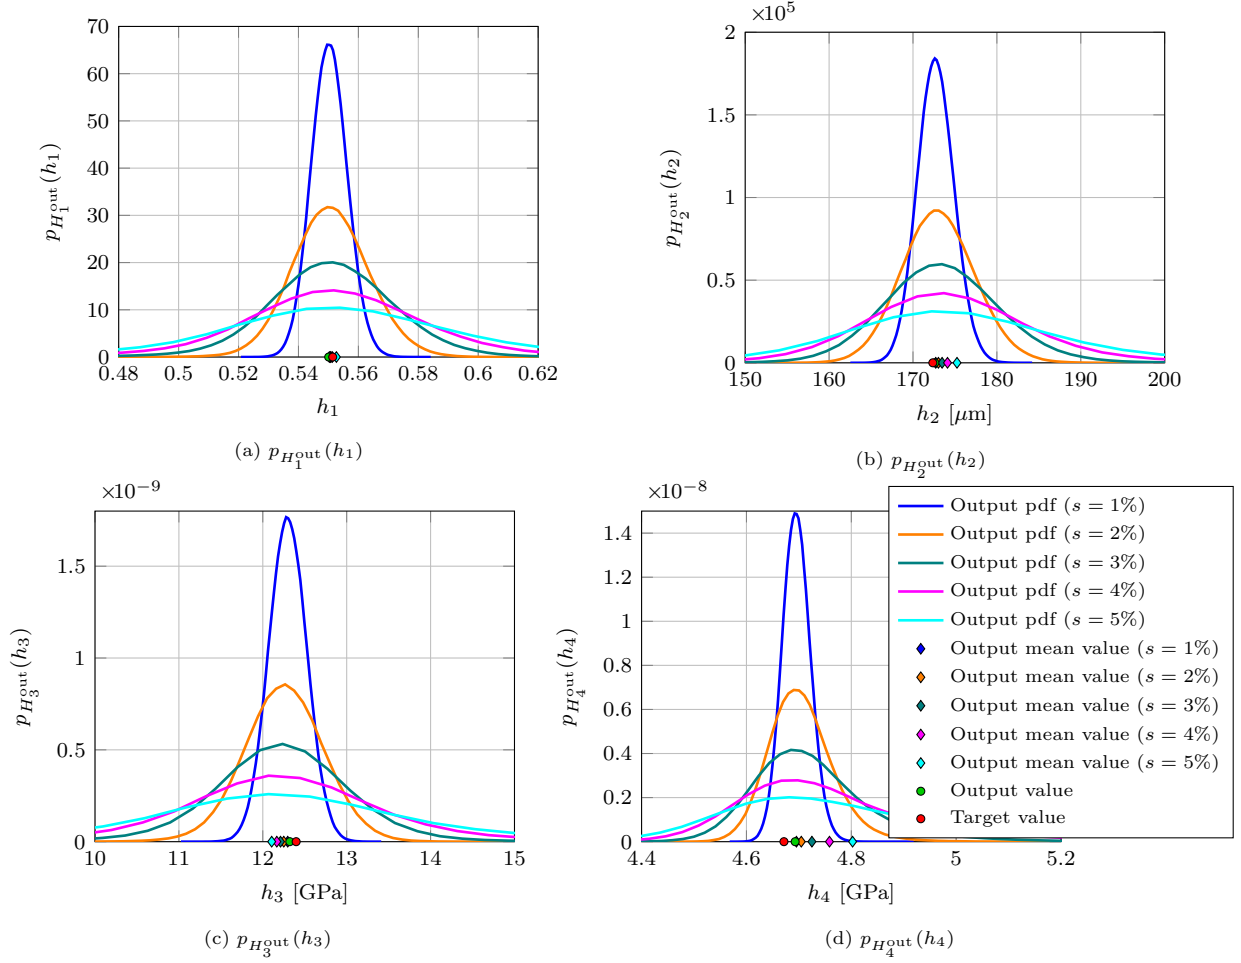 70
60
50
40
30
20
10
0
0.48 0.5 0.52 0.54 0.56 0.58 0.6 0.62
p_{H_1^{out}}(h_1)
h_1
(a) p_{H_1^{out}}(h_1)
×10^5
2
1.5
1
0.5
0
150 160 170 180 190 200
p_{H_2^{out}}(h_2)
h_2 [μm]
(b) p_{H_2^{out}}(h_2)
×10^{−9}
1.5
1
0.5
0
10 11 12 13 14 15
p_{H_3^{out}}(h_3)
h_3 [GPa]
(c) p_{H_3^{out}}(h_3)
×10^{−8}
1.4
1.2
1
0.8
0.6
0.4
0.2
0
4.4 4.6 4.8 5 5.2
p_{H_4^{out}}(h_4)
h_4 [GPa]
(d) p_{H_4^{out}}(h_4)
Output pdf (s = 1%)
Output pdf (s = 2%)
Output pdf (s = 3%)
Output pdf (s = 4%)
Output pdf (s = 5%)
Output mean value (s = 1%)
Output mean value (s = 2%)
Output mean value (s = 3%)
Output mean value (s = 4%)
Output mean value (s = 5%)
Output value
Target value